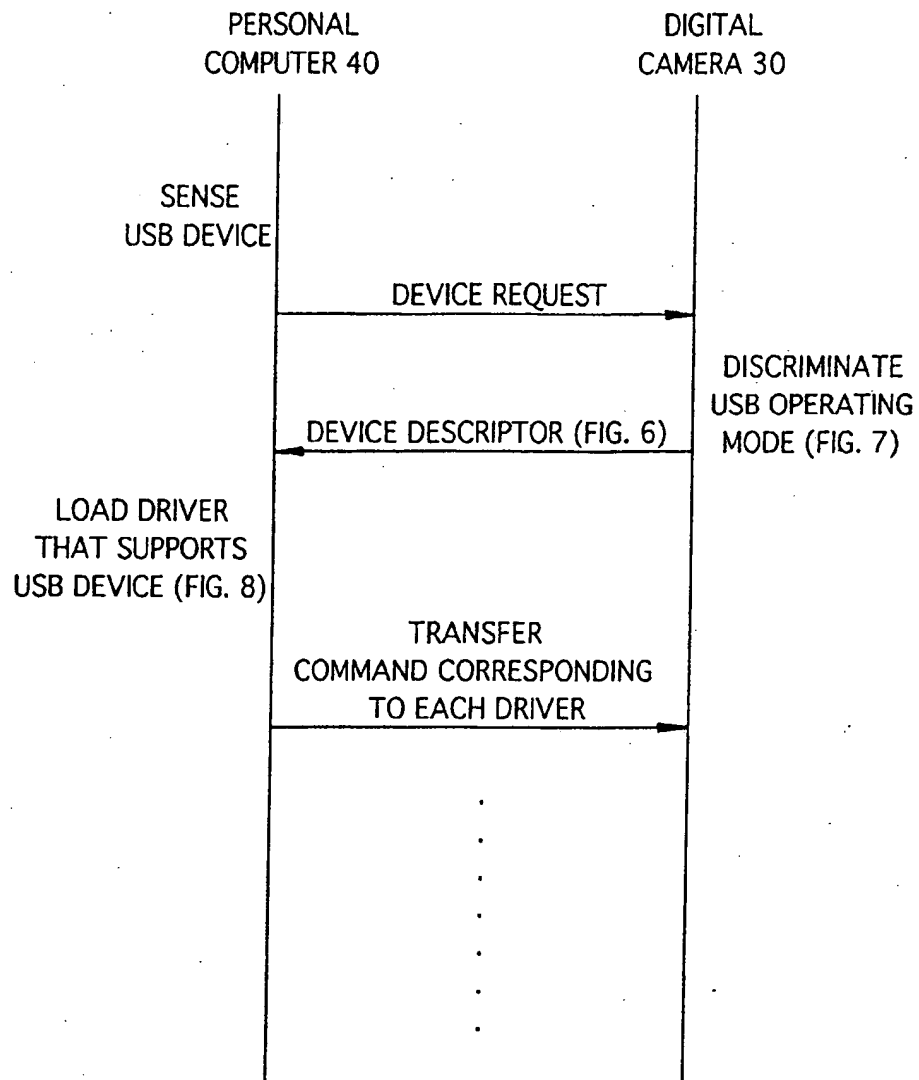 PERSONAL
COMPUTER 40
DIGITAL
CAMERA 30
SENSE
USB DEVICE
DEVICE REQUEST
DISCRIMINATE
USB OPERATING
MODE (FIG. 7)
DEVICE DESCRIPTOR (FIG. 6)
LOAD DRIVER
THAT SUPPORTS
USB DEVICE (FIG. 8)
TRANSFER
COMMAND CORRESPONDING
TO EACH DRIVER